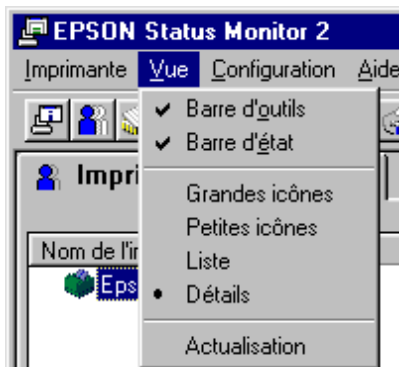 EPSON Status Monitor 2
Imprimante Vue Configuration Aide
Barre d'outils
Barre d'état
Impri
Grandes icônes
Petites icônes
Nom de l'in
Liste
Eps
Détails
Actualisation